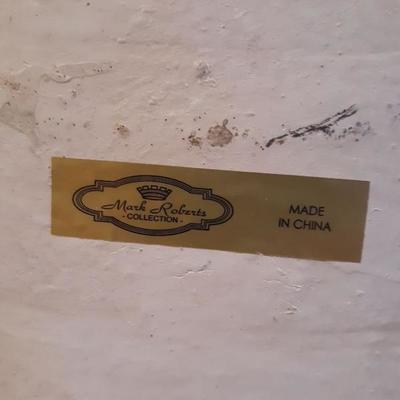 Mark Roberts
- COLLECTION -
MADE
IN CHINA